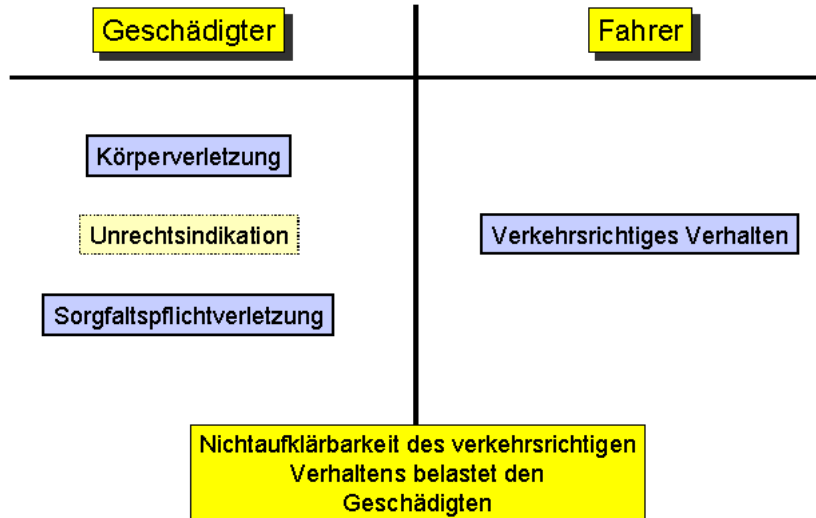 Geschädigter
Fahrer
Körperverletzung
Unrechtsindikation
Verkehrsrichtiges Verhalten
Sorgfaltspflichtverletzung
Nichtaufklärbarkeit des verkehrsrichtigen
Verhaltens belastet den
Geschädigten